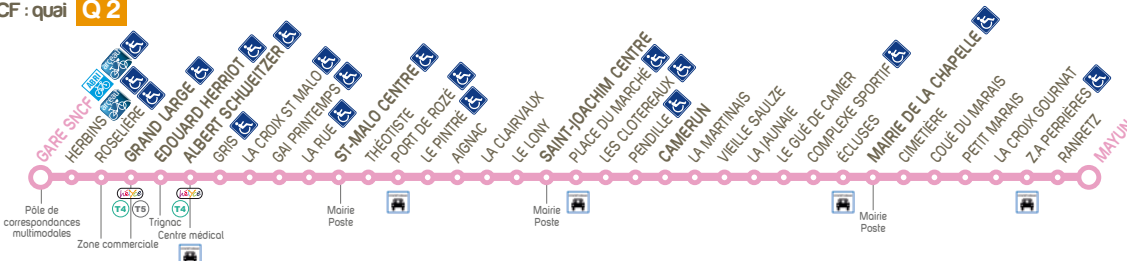 CF : quai Q 2
GARE SNCF
HERBINS
ROSELIÈRE
GRAND LARGE
EDOUARD HERRIOT
ALBERT SCHWEITZER
GRIS
LA CROIX ST MALO
GAI PRINTEMPS
LA RUE
ST-MALO CENTRE
THÉOTISTE
PORT DE ROZÉ
LE PINTRÉ
AIGNAC
LA CLAIRVAUX
LE LONY
SAINT-JOACHIM CENTRE
PLACE DU MARCHÉ
LES CLOTEREAUX
PENDILLE
CAMERUN
LA MARTINAIS
VIEILLE SAULZE
LA JAUNAIE
LE GUÉ DE CAMER
COMPLEXE SPORTIF
ECLUSES
MAIRIE DE LA CHAPELLE
CIMETIÈRE
COUÉ DU MARAIS
PETIT MARAIS
LA CROIX GOURNAT
Z.A PERRIÈRES
RANRETZ
MAYUN
Pôle de
correspondances
multimodales
Zone commerciale
hélyce
T4 T5
Trignac
hélyce
T4
Centre médical
Mairie
Poste
Mairie
Poste
Mairie
Poste